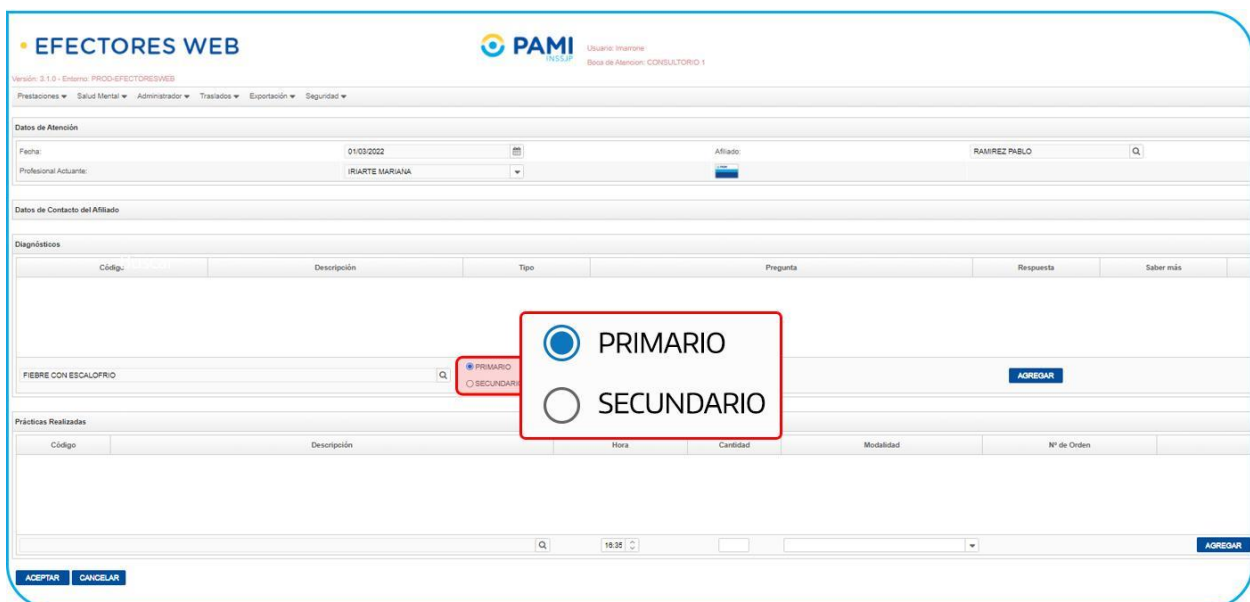 EFECTORES WEB
PAMI
INSSJP
Usuario: lmarrone
Boca de Atencion: CONSULTORIO 1
Versión: 3.1.0 - Entorno: PROD-EFECTORESWEB
Prestaciones Salud Mental Administrador Traslados Exportación Seguridad
Datos de Atención
Fecha: 01/03/2022 Afiliado: RAMIREZ PABLO
Profesional Actuante: IRIARTE MARIANA
Datos de Contacto del Afiliado
Diagnósticos
Descripción Tipo Pregunta Respuesta Saber más
FIEBRE CON ESCALOFRIO
PRIMARIO
SECUNDARIO
PRIMARIO
SECUNDARIO
AGREGAR
Prácticas Realizadas
Código Descripción Hora Cantidad Modalidad Nº de Orden
16:35 AGREGAR
ACEPTAR CANCELAR